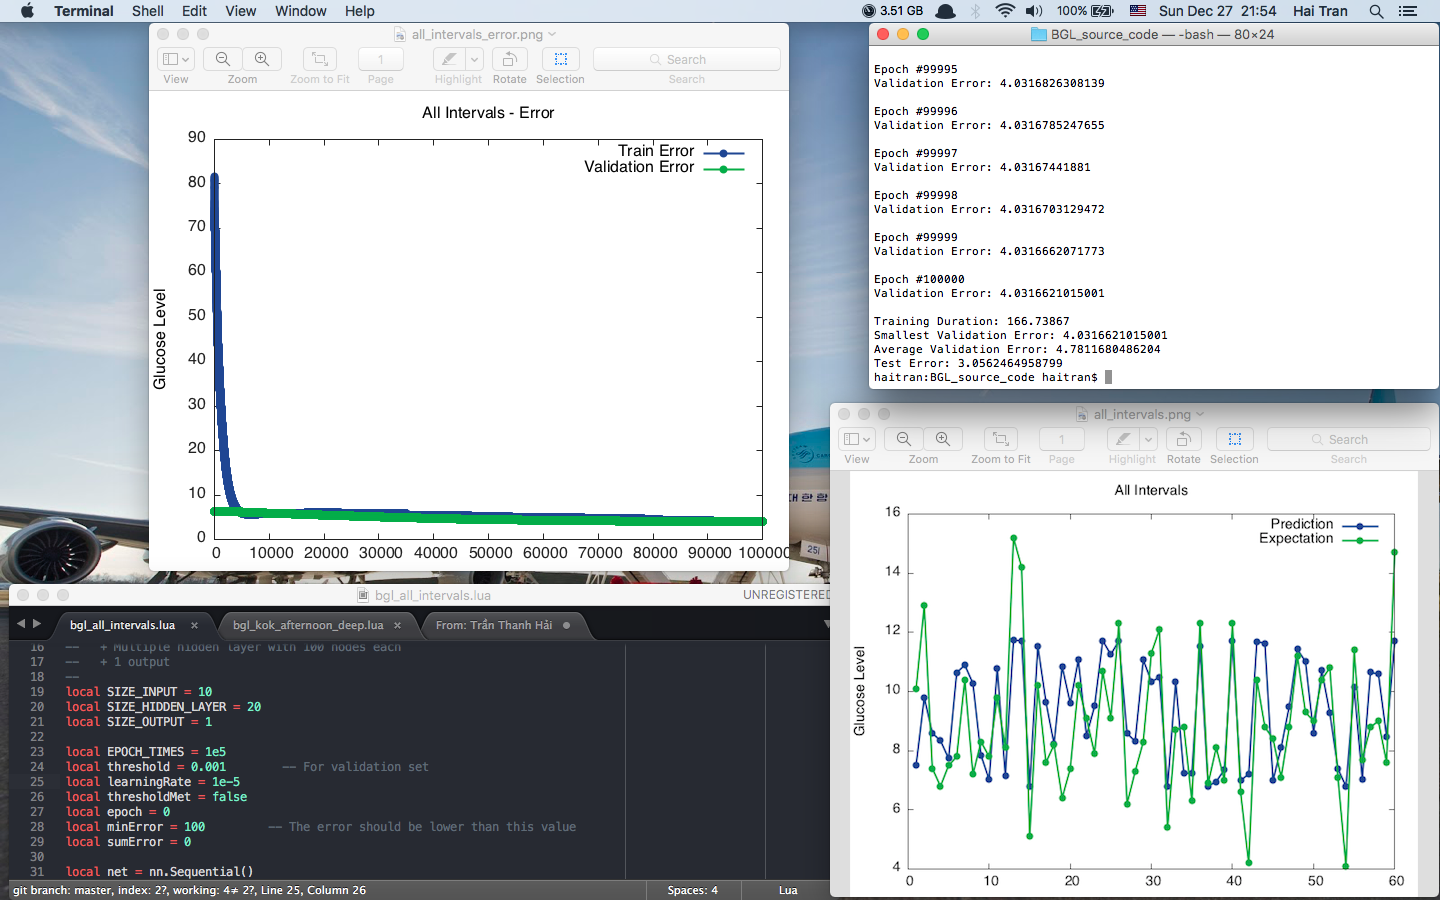 Terminal Shell Edit View Window Help 3.51 GB 100% Sun Dec 27 21:54 Hai Tran
all_intervals_error.png
1
Search
View Zoom Zoom to Fit Page Highlight Rotate Selection Search
All Intervals - Error
Train Error
Validation Error
Glucose Level
90
80
70
60
50
40
30
20
10
0
0 10000 20000 30000 40000 50000 60000 70000 80000 90000 100000
BGL_source_code — -bash — 80×24
Epoch #99995
Validation Error: 4.0316826308139
Epoch #99996
Validation Error: 4.0316785247655
Epoch #99997
Validation Error: 4.03167441881
Epoch #99998
Validation Error: 4.0316703129472
Epoch #99999
Validation Error: 4.0316662071773
Epoch #100000
Validation Error: 4.0316621015001
Training Duration: 166.73867
Smallest Validation Error: 4.0316621015001
Average Validation Error: 4.7811680486204
Test Error: 3.0562464958799
haitran:BGL_source_code haitran$
대한항
251
bgl_all_intervals.lua
UNREGISTERED
bgl_all_intervals.lua × bgl_kok_afternoon_deep.lua × From: Trần Thanh Hải
16 -- + Multiple hidden layer with 100 nodes each
17 -- + 1 output
18 --
19 local SIZE_INPUT = 10
20 local SIZE_HIDDEN_LAYER = 20
21 local SIZE_OUTPUT = 1
22
23 local EPOCH_TIMES = 1e5
24 local threshold = 0.001 -- For validation set
25 local learningRate = 1e-5
26 local thresholdMet = false
27 local epoch = 0
28 local minError = 100 -- The error should be lower than this value
29 local sumError = 0
30
31 local net = nn.Sequential()
git branch: master, index: 2?, working: 4≠ 2?, Line 25, Column 26 Spaces: 4 Lua
all_intervals.png
1
Search
View Zoom Zoom to Fit Page Highlight Rotate Selection Search
All Intervals
Prediction
Expectation
Glucose Level
16
14
12
10
8
6
4
0 10 20 30 40 50 60